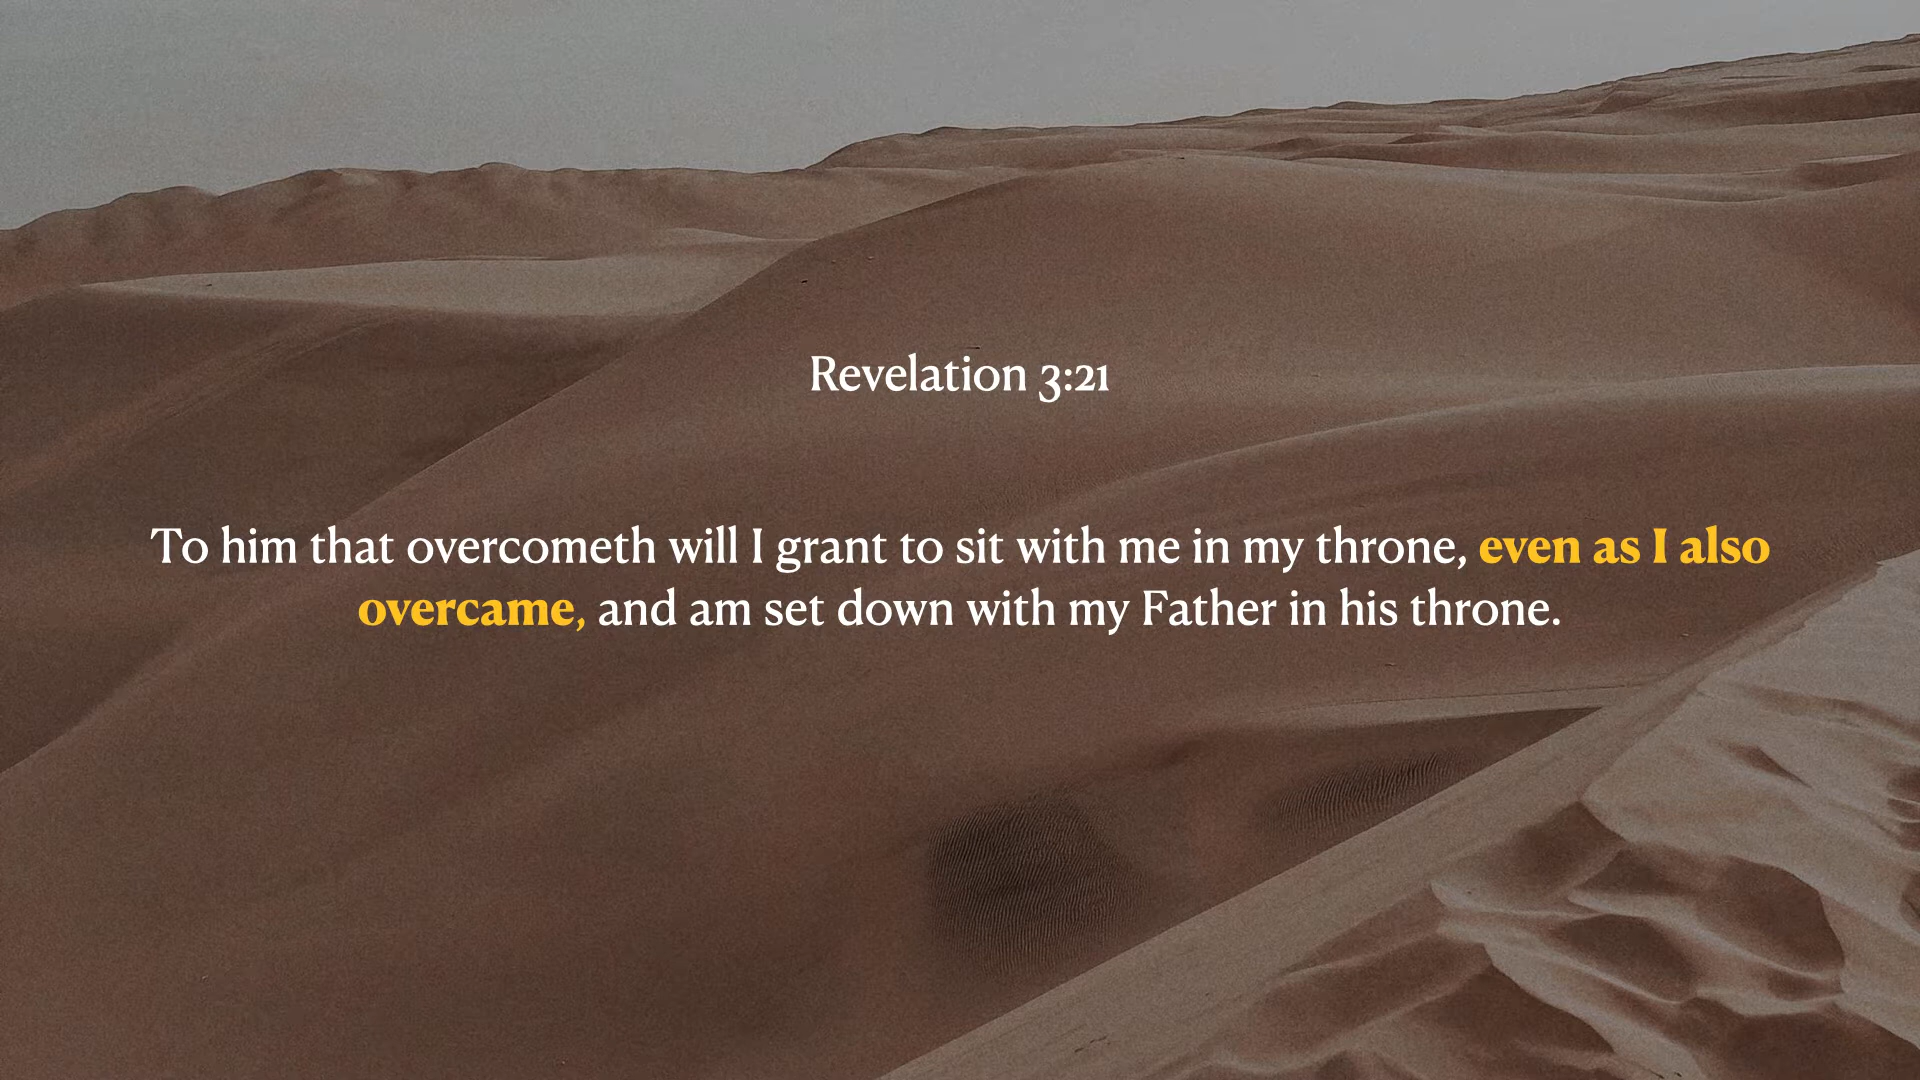 Revelation 3:21
To him that overcometh will I grant to sit with me in my throne, even as I also
overcame, and am set down with my Father in his throne.